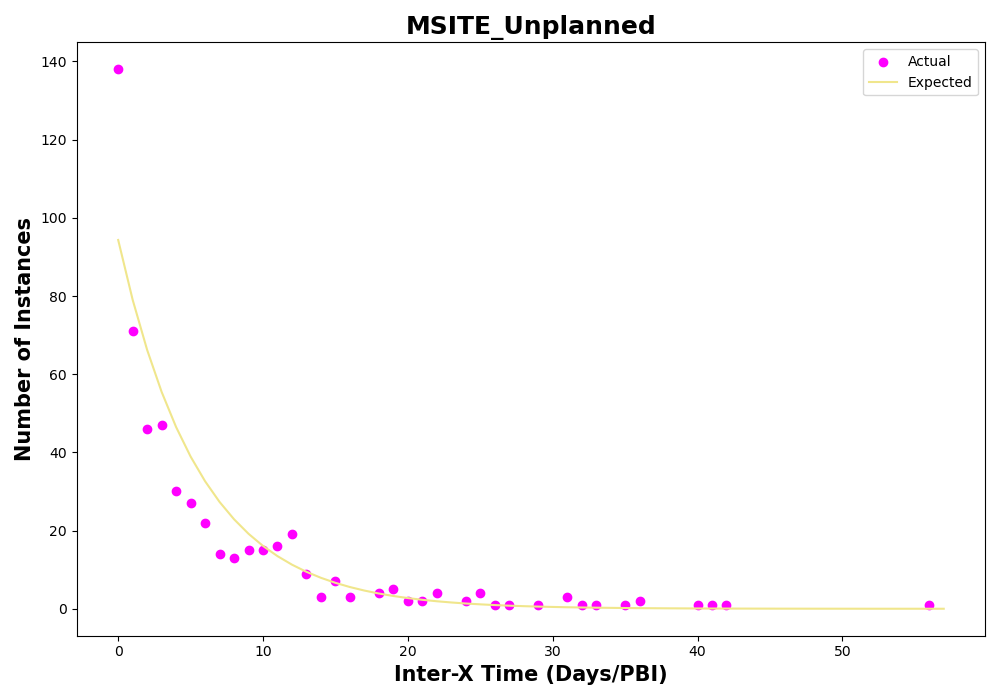 MSITE_Unplanned
Actual
Expected
Number of Instances
140
120
100
80
60
40
20
0
0 10 20 30 40 50
Inter-X Time (Days/PBI)